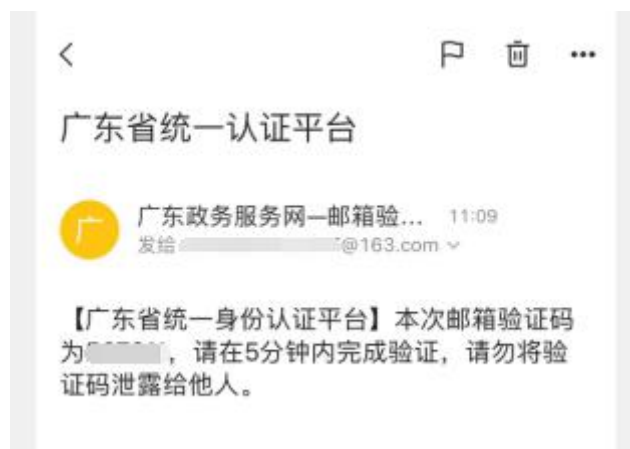 广东省统一认证平台
广
广东政务服务网—邮箱验... 11:09
发给 @163.com
【广东省统一身份认证平台】本次邮箱验证码
为 ，请在5分钟内完成验证，请勿将验
证码泄露给他人。